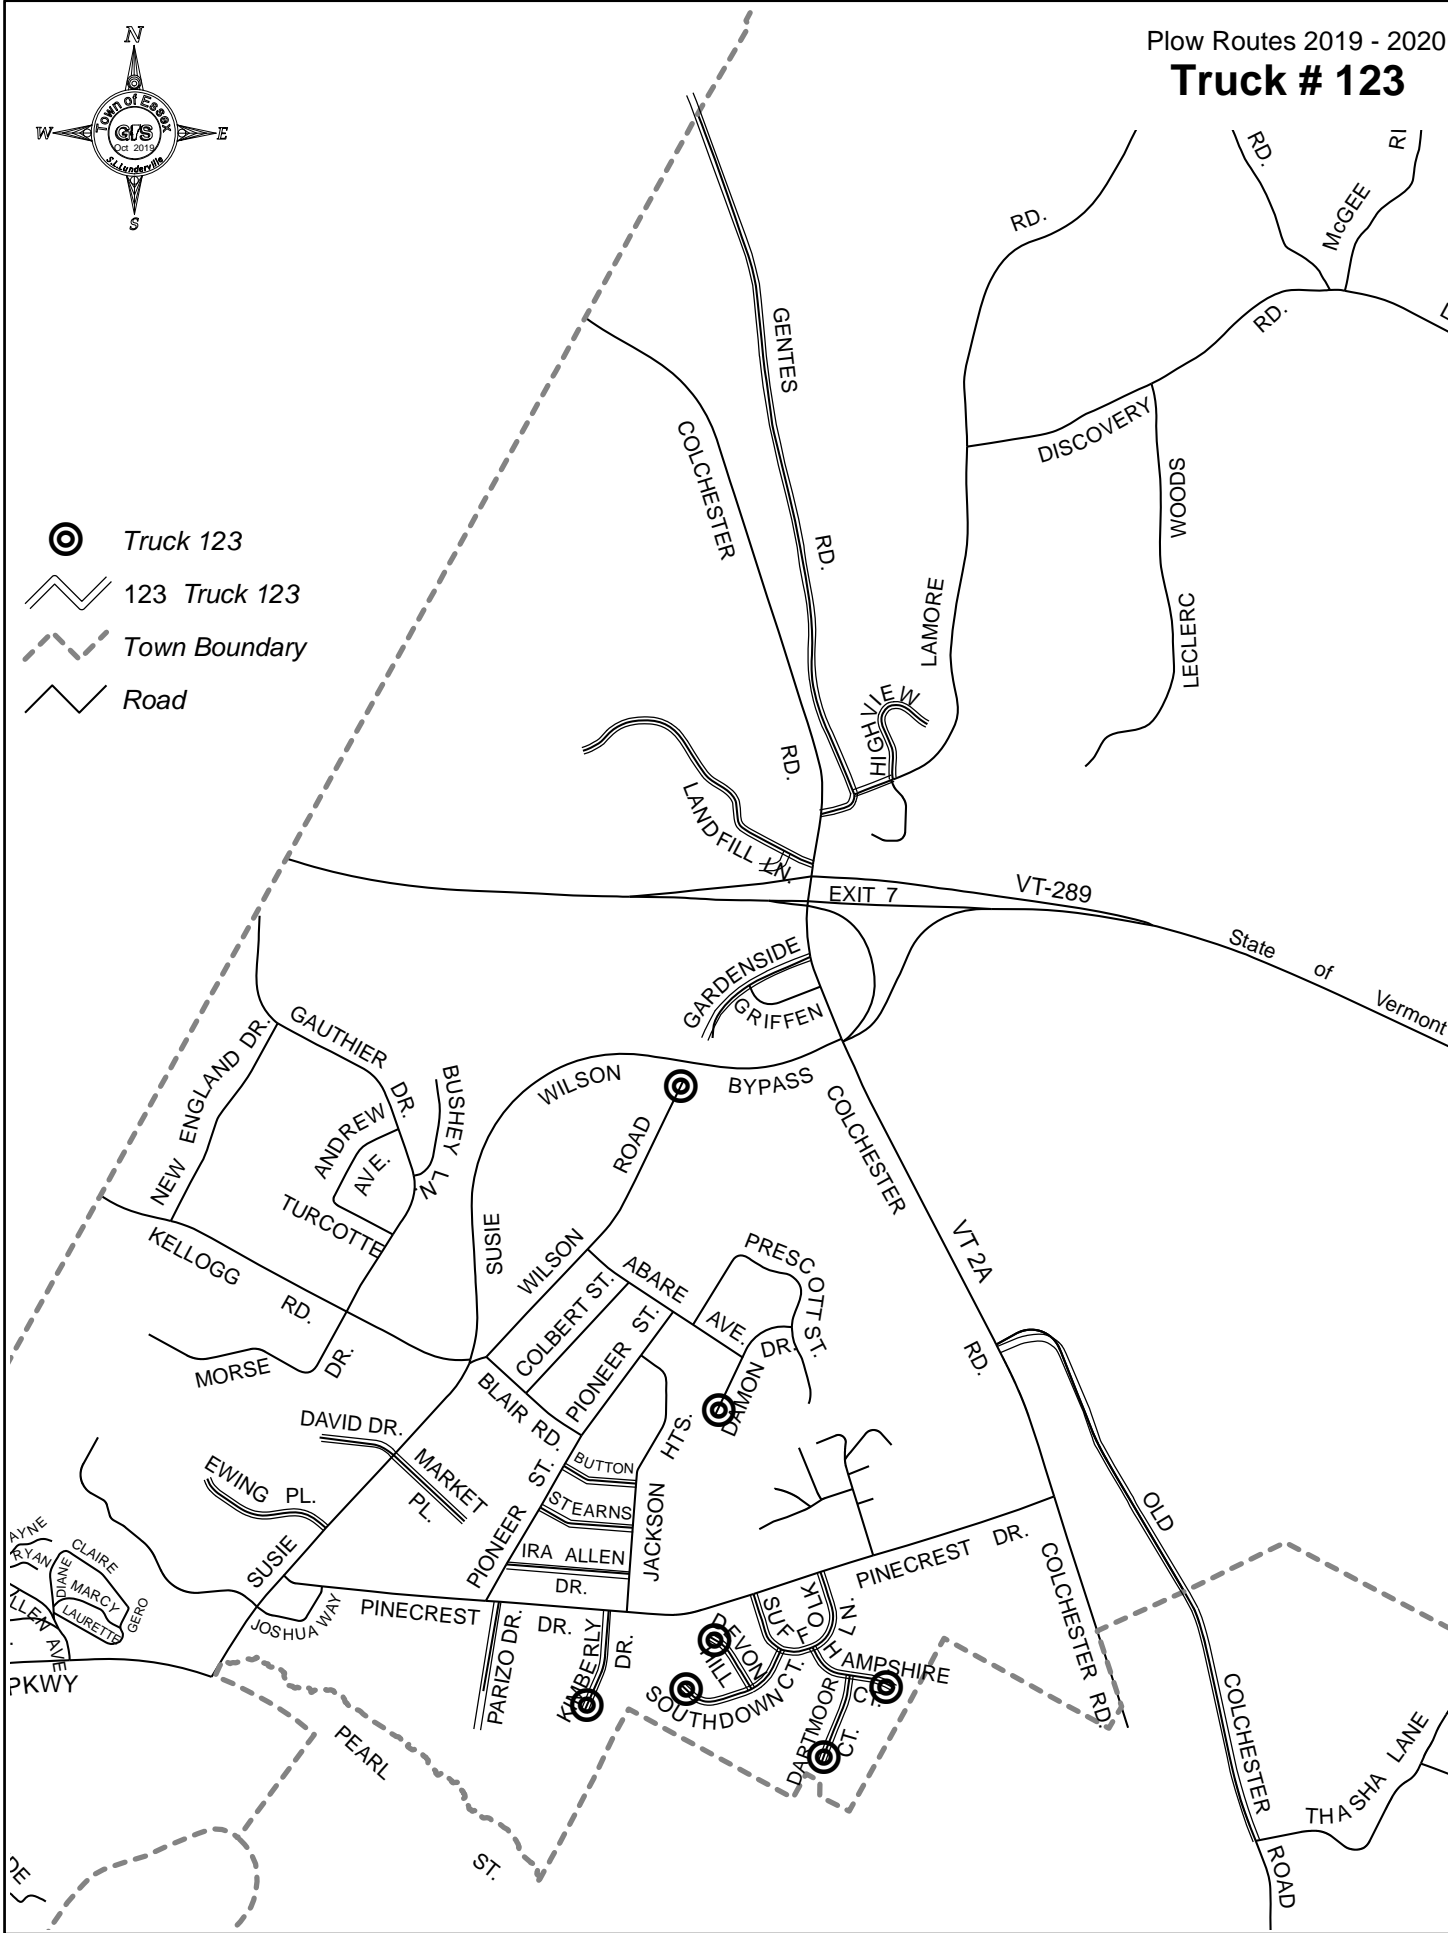 Plow Routes 2019 - 2020
Truck # 123
N
W
E
S
Town of Essex
GIS
Oct 2019
S.L.Lunderville
RD.
McGEE
RD.
RD.
GENTES
RD.
COLCHESTER
RD.
DISCOVERY
WOODS
LECLERC
LAMORE
Truck 123
123 Truck 123
Town Boundary
Road
HIGHVIEW
LANDFILL LN.
EXIT 7
VT-289
State of Vermont
GARDENSIDE
GRIFFEN
GAUTHIER DR.
NEW ENGLAND DR.
BUSHEY LN.
ANDREW AVE.
TURCOTTE
KELLOGG RD.
MORSE DR.
SUSIE WILSON BYPASS
WILSON ROAD
COLCHESTER
VT 2A
RD.
PRESCOTT ST.
ABARE AVE.
COLBERT ST.
PIONEER ST.
BLAIR RD.
DAMON DR.
DAVID DR.
MARKET PL.
EWING PL.
JACKSON HTS.
BUTTON
STEARNS
IRA ALLEN DR.
PIONEER ST.
SUSIE
JOSHUA WAY
PINECREST DR.
PINECREST DR.
PARIZO DR.
KIMBERLY DR.
SUFFOLK LN.
DEVON HILL
SOUTHDOWN CT.
HAMPSHIRE CT.
DARTMOOR CT.
COLCHESTER RD.
OLD COLCHESTER ROAD
THASHA LANE
AYNE
RYAN
CLAIRE
DIANE
MARCY
LAURETTE
GERO
LLEN AVE
PKWY
PEARL ST.